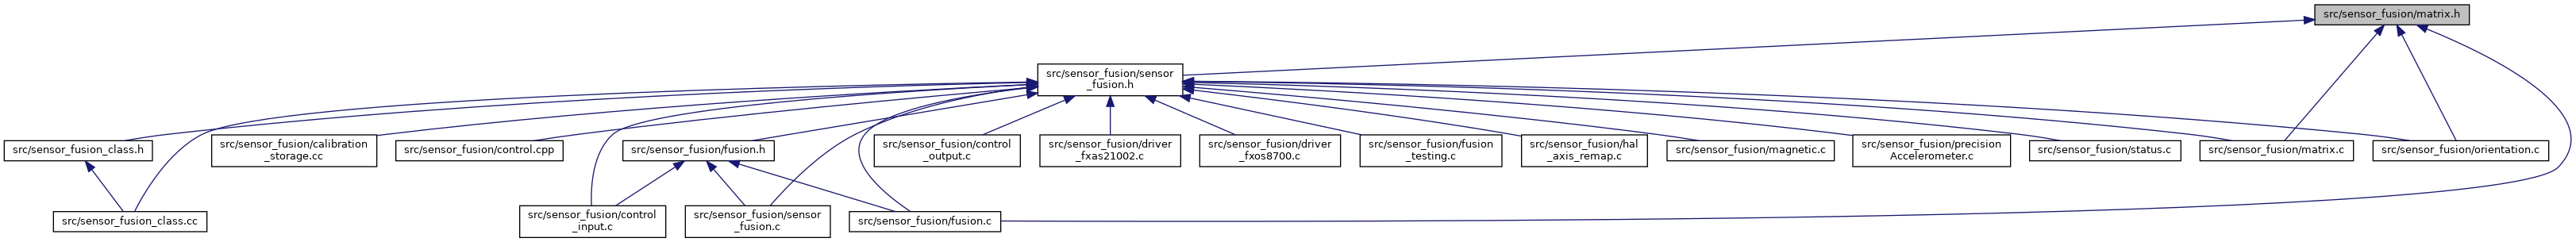 src/sensor_fusion/matrix.h
src/sensor_fusion/sensor
_fusion.h
src/sensor_fusion_class.h
src/sensor_fusion/calibration
_storage.cc
src/sensor_fusion/control.cpp
src/sensor_fusion/fusion.h
src/sensor_fusion/control
_output.c
src/sensor_fusion/driver
_fxas21002.c
src/sensor_fusion/driver
_fxos8700.c
src/sensor_fusion/fusion
_testing.c
src/sensor_fusion/hal
_axis_remap.c
src/sensor_fusion/magnetic.c
src/sensor_fusion/precision
Accelerometer.c
src/sensor_fusion/status.c
src/sensor_fusion/matrix.c
src/sensor_fusion/orientation.c
src/sensor_fusion_class.cc
src/sensor_fusion/control
_input.c
src/sensor_fusion/sensor
_fusion.c
src/sensor_fusion/fusion.c